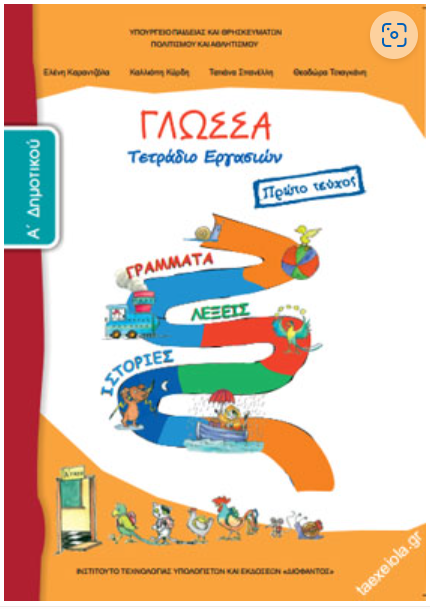 ΥΠΟΥΡΓΕΙΟ ΠΑΙΔΕΙΑΣ ΚΑΙ ΘΡΗΣΚΕΥΜΑΤΩΝ
ΠΟΛΙΤΙΣΜΟΥ ΚΑΙ ΑΘΛΗΤΙΣΜΟΥ
Ελένη Καραντζόλα Καλλιόπη Κύρδη Τατιάνα Σπανέλλη Θεοδώρα Τσιαγκάνη
ΓΛΩΣΣΑ
Τετράδιο Εργασιών
Πρώτο τεύχος
Α΄ Δημοτικού
ΓΡΑΜΜΑΤΑ
ΛΕΞΕΙΣ
ΙΣΤΟΡΙΕΣ
ΙΝΣΤΙΤΟΥΤΟ ΤΕΧΝΟΛΟΓΙΑΣ ΥΠΟΛΟΓΙΣΤΩΝ ΚΑΙ ΕΚΔΟΣΕΩΝ «ΔΙΟΦΑΝΤΟΣ»
taexeiola.gr